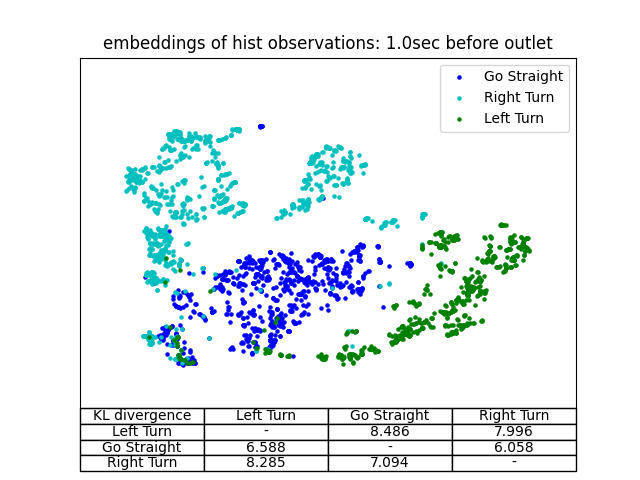 embeddings of hist observations: 1.0sec before outlet
Go Straight
Right Turn
Left Turn
KL divergence Left Turn Go Straight Right Turn
Left Turn - 8.486 7.996
Go Straight 6.588 - 6.058
Right Turn 8.285 7.094 -